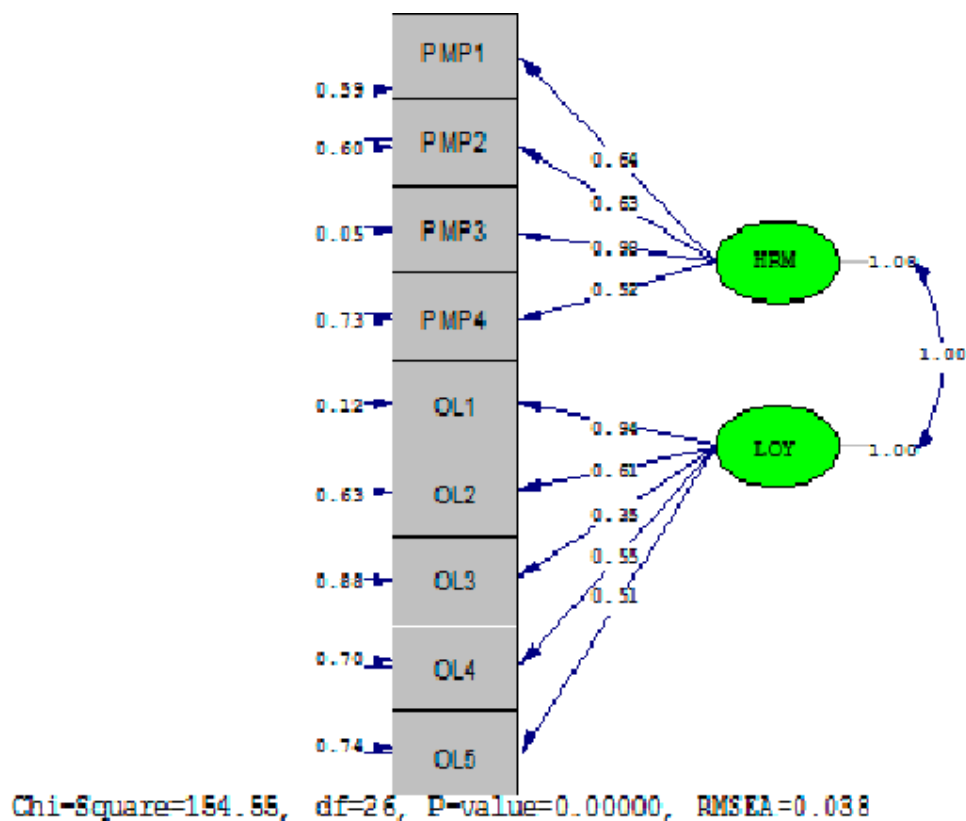 PMP1
0.59
0.64
PMP2
0.60
0.63
PMP3
0.05
0.98
HRM
1.00
PMP4
0.73
0.52
1.00
OL1
0.12
0.94
LOY
1.00
OL2
0.63
0.61
0.35
OL3
0.88
0.55
0.51
OL4
0.70
OL5
0.74
Chi-Square=154.55, df=26, P-value=0.00000, RMSEA=0.038